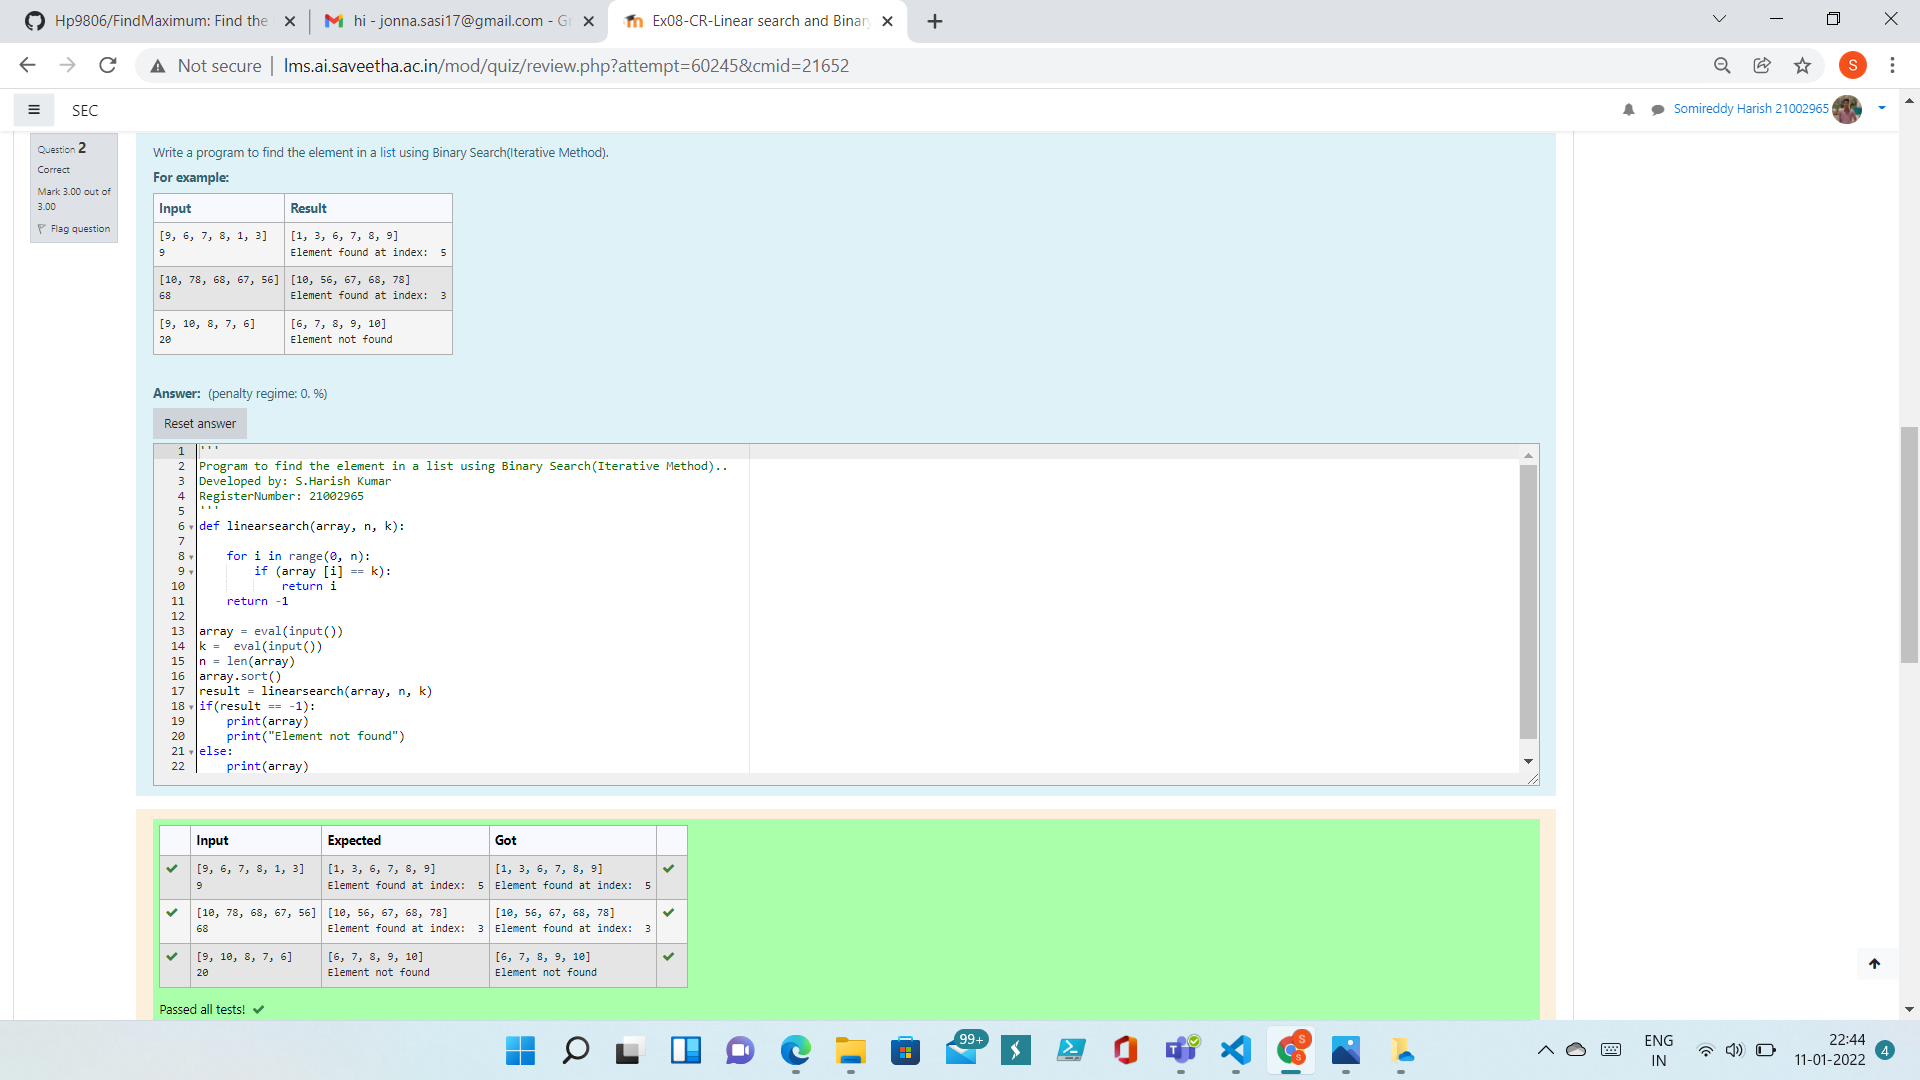 Hp9806/FindMaximum: Find the
hi - jonna.sasi17@gmail.com - G
Ex08-CR-Linear search and Binar
Not secure
lms.ai.saveetha.ac.in/mod/quiz/review.php?attempt=60245&cmid=21652
S
SEC
Somireddy Harish 21002965
Question 2
Correct
Mark 3.00 out of
3.00
Flag question
Write a program to find the element in a list using Binary Search(Iterative Method).
For example:
Input Result
[9, 6, 7, 8, 1, 3] [1, 3, 6, 7, 8, 9]
9 Element found at index:  5
[10, 78, 68, 67, 56] [10, 56, 67, 68, 78]
68 Element found at index:  3
[9, 10, 8, 7, 6] [6, 7, 8, 9, 10]
20 Element not found
Answer: (penalty regime: 0. %)
Reset answer
1 '''
2 Program to find the element in a list using Binary Search(Iterative Method)..
3 Developed by: S.Harish Kumar
4 RegisterNumber: 21002965
5 '''
6 def linearsearch(array, n, k):
7
8     for i in range(0, n):
9         if (array [i] == k):
10             return i
11     return -1
12
13 array = eval(input())
14 k =  eval(input())
15 n = len(array)
16 array.sort()
17 result = linearsearch(array, n, k)
18 if(result == -1):
19     print(array)
20     print("Element not found")
21 else:
22     print(array)
Input Expected Got
[9, 6, 7, 8, 1, 3] [1, 3, 6, 7, 8, 9] [1, 3, 6, 7, 8, 9]
9 Element found at index:  5 Element found at index:  5
[10, 78, 68, 67, 56] [10, 56, 67, 68, 78] [10, 56, 67, 68, 78]
68 Element found at index:  3 Element found at index:  3
[9, 10, 8, 7, 6] [6, 7, 8, 9, 10] [6, 7, 8, 9, 10]
20 Element not found Element not found
Passed all tests!
99+
S
S
ENG
IN
22:44
11-01-2022
4